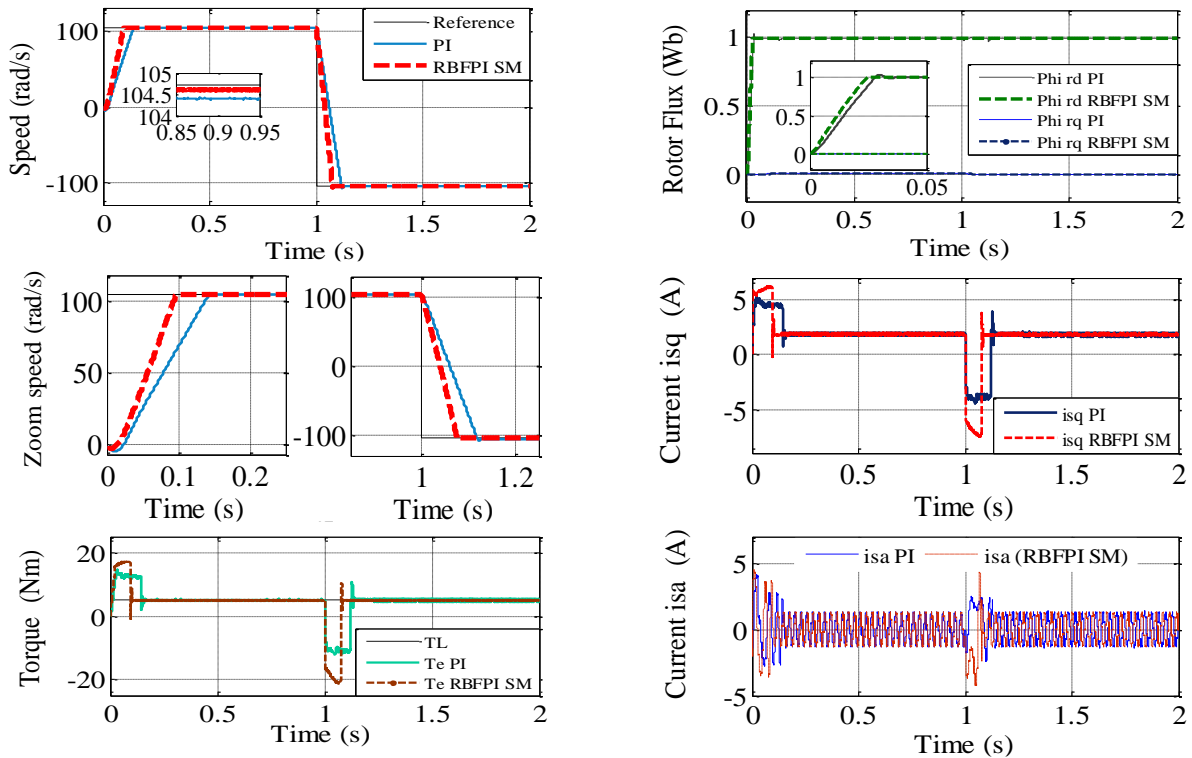 Speed (rad/s)
100
0
-100
Reference
PI
RBFPI SM
105
104.5
104
0.85
0.9
0.95
0
0.5
1
1.5
2
Time (s)
Rotor Flux (Wb)
1
0.5
0
Phi rd PI
Phi rd RBFPI SM
Phi rq PI
Phi rq RBFPI SM
1
0.5
0
0
0.05
0
0.5
1
1.5
2
Time (s)
Zoom speed (rad/s)
100
50
0
0
0.1
0.2
Time (s)
100
0
-100
1
1.2
Time (s)
Current isq (A)
5
0
-5
isq PI
isq RBFPI SM
0
0.5
1
1.5
2
Time (s)
Torque (Nm)
20
0
-20
TL
Te PI
Te RBFPI SM
0
0.5
1
1.5
2
Time (s)
Current isa (A)
5
0
-5
isa PI
isa (RBFPI SM)
0
0.5
1
1.5
2
Time (s)